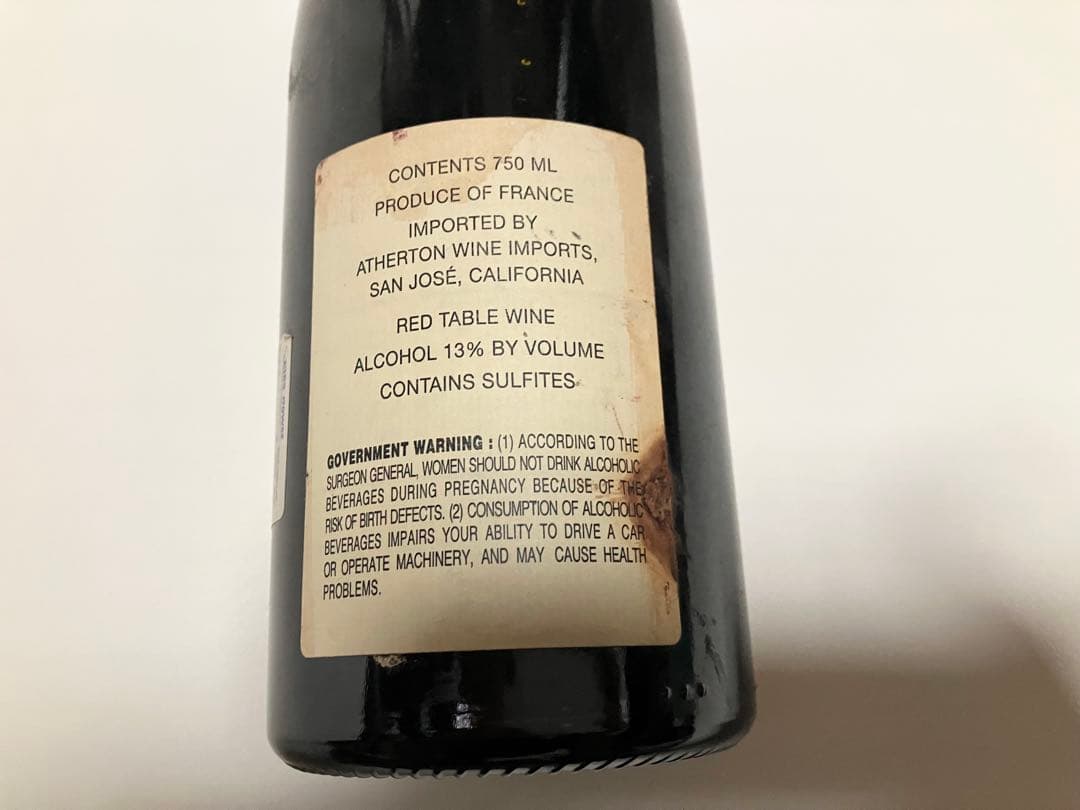 CONTENTS 750 ML
PRODUCE OF FRANCE
IMPORTED BY
ATHERTON WINE IMPORTS,
SAN JOSÉ, CALIFORNIA
RED TABLE WINE
ALCOHOL 13% BY VOLUME
CONTAINS SULFITES
GOVERNMENT WARNING : (1) ACCORDING TO THE
SURGEON GENERAL, WOMEN SHOULD NOT DRINK ALCOHOLIC
BEVERAGES DURING PREGNANCY BECAUSE OF THE
RISK OF BIRTH DEFECTS. (2) CONSUMPTION OF ALCOHOLIC
BEVERAGES IMPAIRS YOUR ABILITY TO DRIVE A CAR
OR OPERATE MACHINERY, AND MAY CAUSE HEALTH
PROBLEMS.